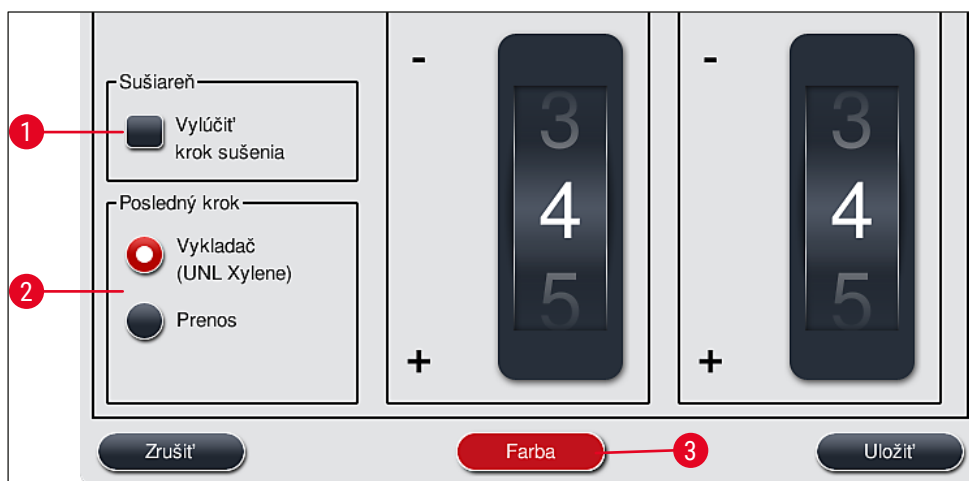 Sušiareň
1
Vylúčiť
krok sušenia
Posledný krok
2
Vykladač
(UNL Xylene)
Prenos
-
3
4
5
+
-
3
4
5
+
Zrušiť
Farba
3
Uložiť